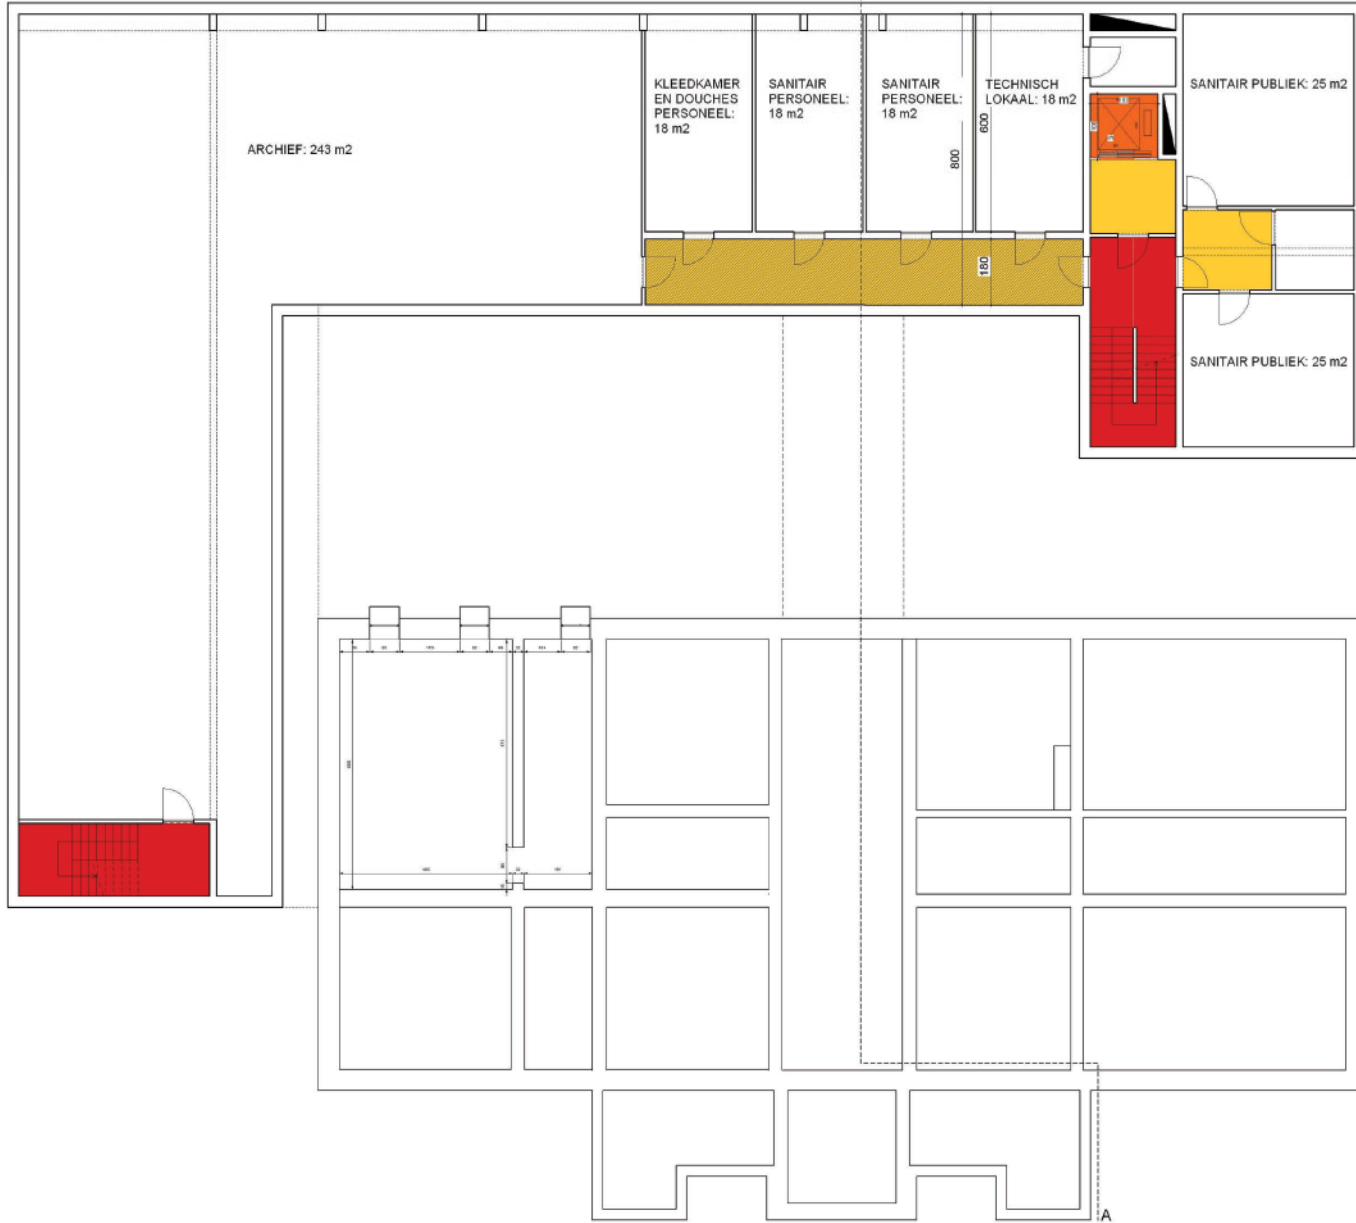 KLEEDKAMER
EN DOUCHES
PERSONEEL:
18 m2
SANITAIR
PERSONEEL:
18 m2
SANITAIR
PERSONEEL:
18 m2
TECHNISCH
LOKAAL: 18 m2
SANITAIR PUBLIEK: 25 m2
ARCHIEF: 243 m2
600
800
180
SANITAIR PUBLIEK: 25 m2
A